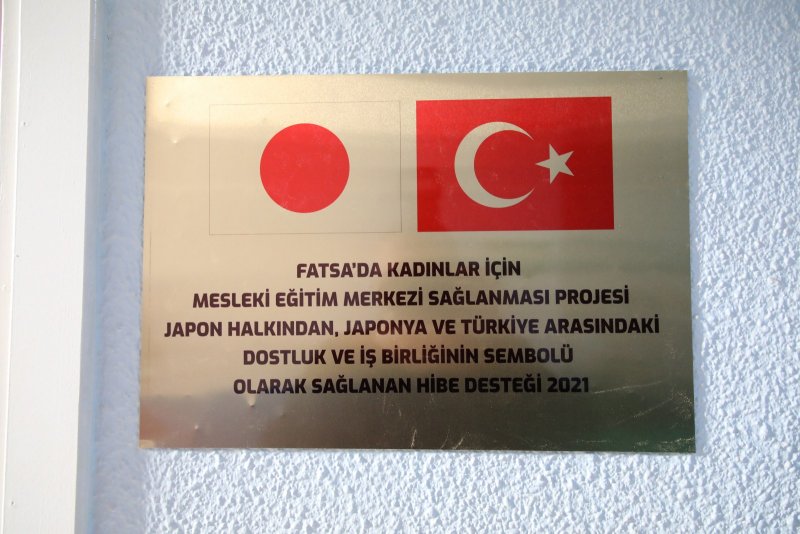 FATSA'DA KADINLAR İÇİN
MESLEKİ EĞİTİM MERKEZİ SAĞLANMASI PROJESİ
JAPON HALKINDAN, JAPONYA VE TÜRKİYE ARASINDAKİ
DOSTLUK VE İŞ BİRLİĞİNİN SEMBOLÜ
OLARAK SAĞLANAN HİBE DESTEĞİ 2021